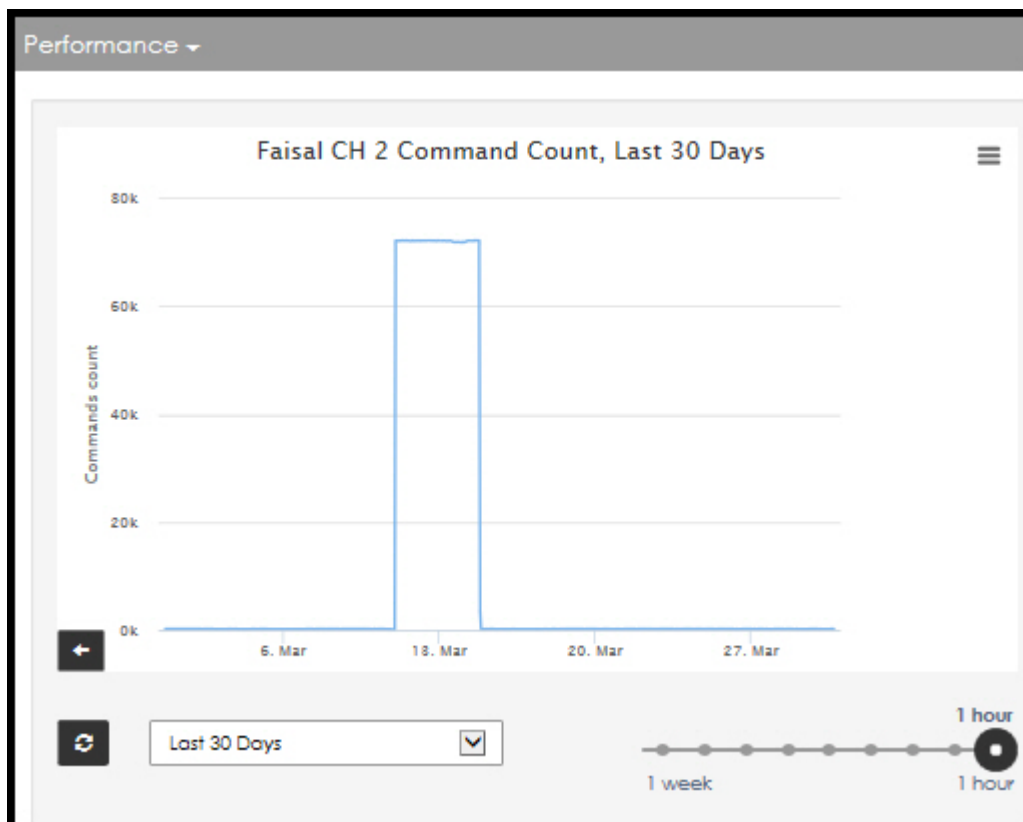 Performance
Faisal CH 2 Command Count, Last 30 Days
80k
60k
40k
20k
0k
Commands count
6. Mar
13. Mar
20. Mar
27. Mar
Last 30 Days
1 hour
1 week
1 hour